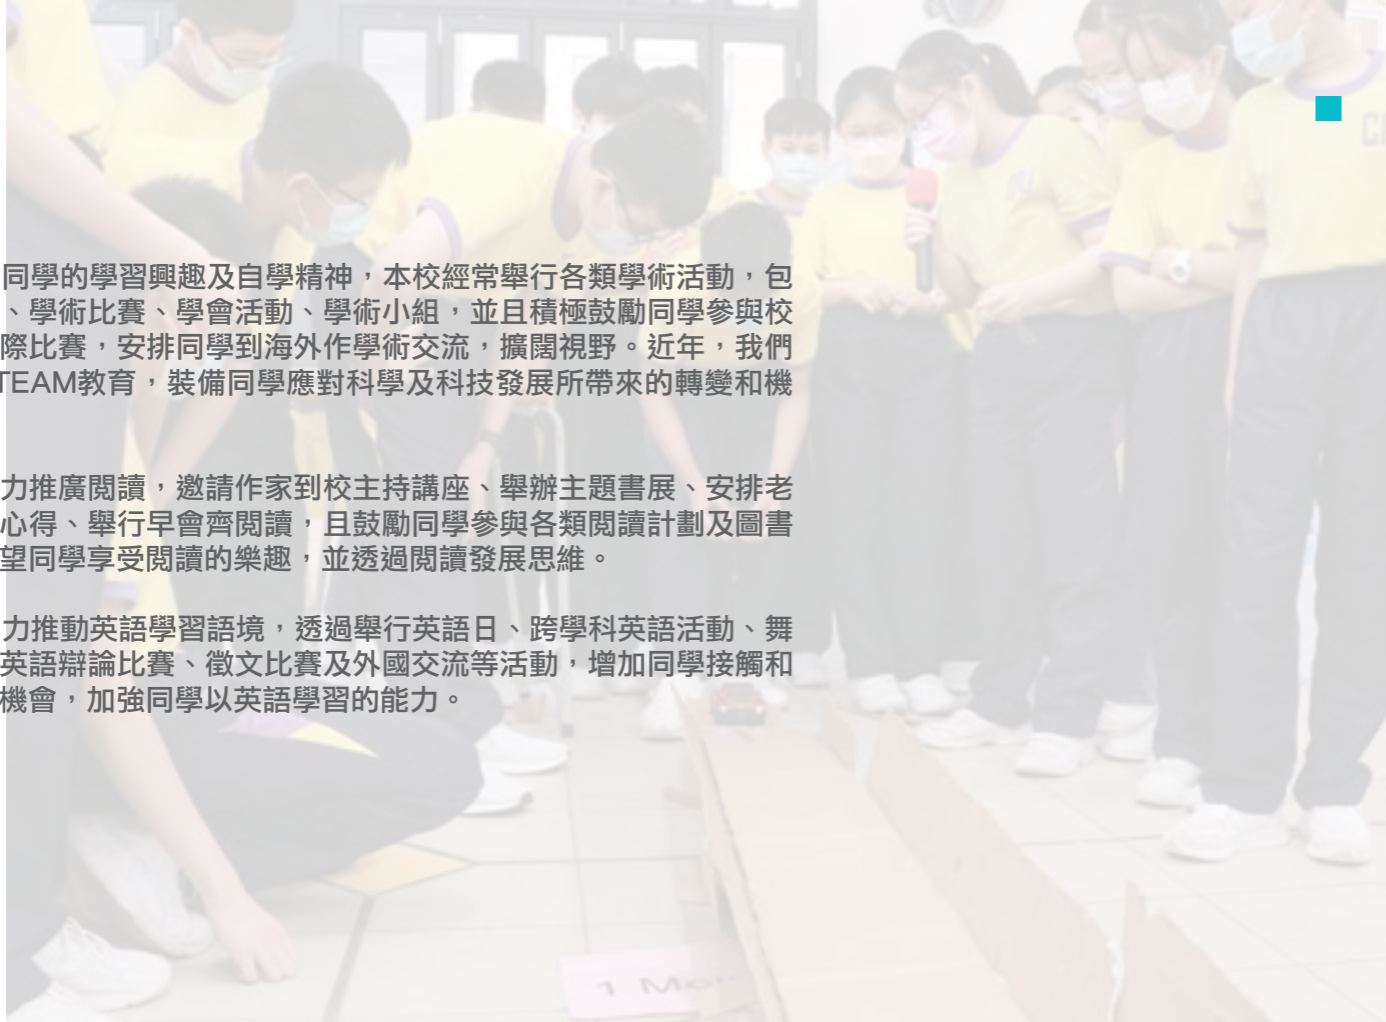 同學的學習興趣及自學精神，本校經常舉行各類學術活動，包
、學術比賽、學會活動、學術小組，並且積極鼓勵同學參與校
際比賽，安排同學到海外作學術交流，擴闊視野。近年，我們
TEAM教育，裝備同學應對科學及科技發展所帶來的轉變和機
力推廣閱讀，邀請作家到校主持講座、舉辦主題書展、安排老
心得、舉行早會齊閱讀，且鼓勵同學參與各類閱讀計劃及圖書
望同學享受閱讀的樂趣，並透過閱讀發展思維。
力推動英語學習語境，透過舉行英語日、跨學科英語活動、舞
英語辯論比賽、徵文比賽及外國交流等活動，增加同學接觸和
機會，加強同學以英語學習的能力。